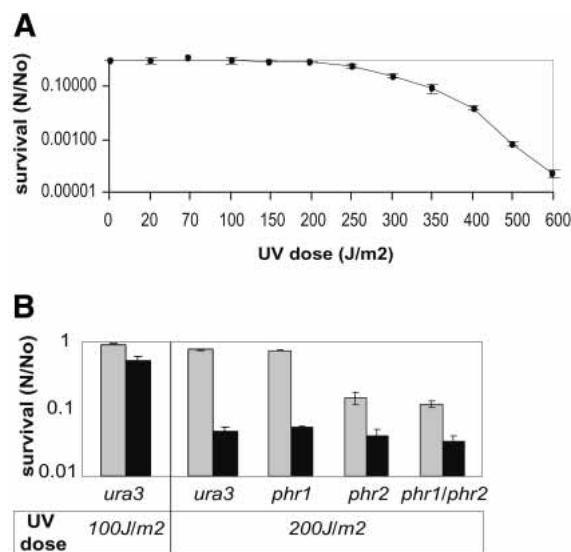 A
survival (N/No)
0.10000
0.00100
0.00001
0 20 70 100 150 200 250 300 350 400 500 600
UV dose (J/m2)
B
survival (N/No)
1
0.1
0.01
ura3 ura3 phr1 phr2 phr1/phr2
UV dose 100J/m2 200J/m2